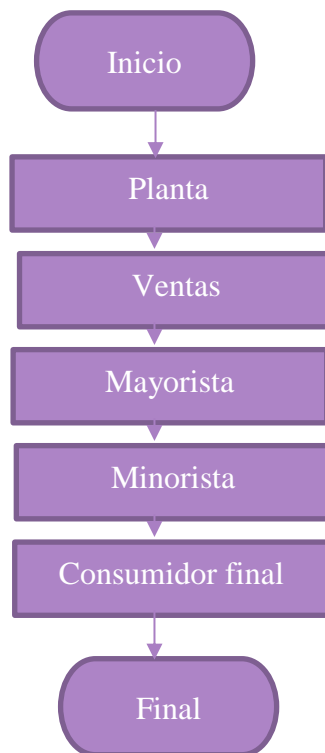 Inicio
Planta
Ventas
Mayorista
Minorista
Consumidor final
Final